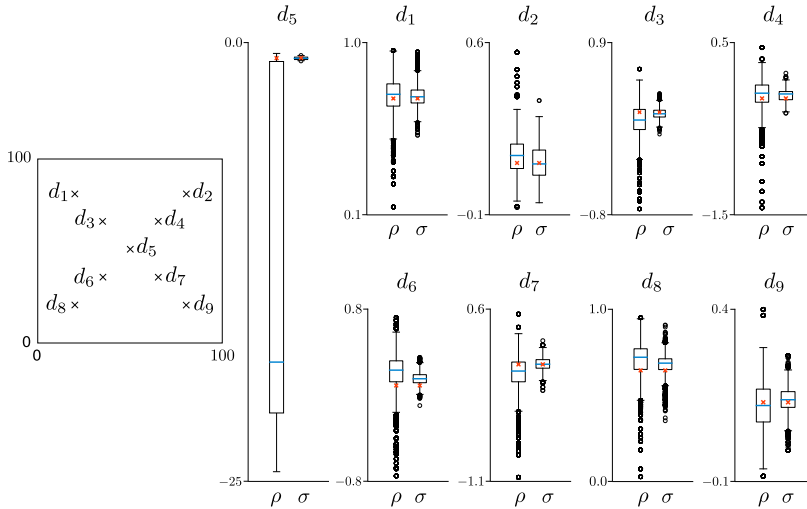 d5
0.0
-25
ρ σ
100
d1 d2
d3 d4
d5
d6 d7
d8 d9
0
0 100
d1
1.0
0.1
ρ σ
d2
0.6
−0.1
ρ σ
d3
0.9
−0.8
ρ σ
d4
0.5
−1.5
ρ σ
d6
0.8
−0.8
ρ σ
d7
0.6
−1.1
ρ σ
d8
1.0
0.0
ρ σ
d9
0.4
−0.1
ρ σ